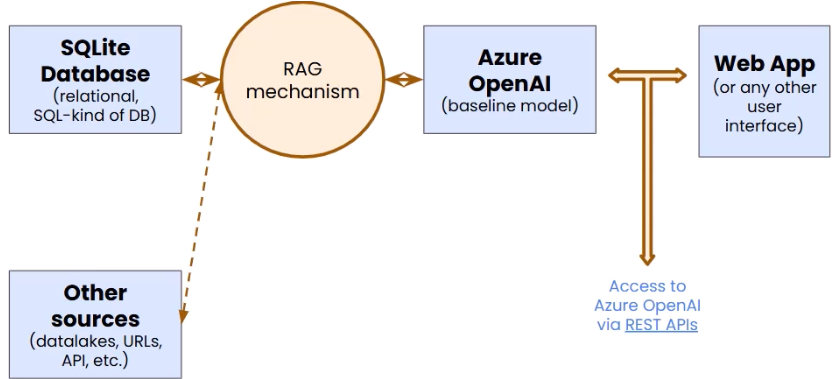 SQLite
Database
(relational,
SQL-kind of DB)
RAG
mechanism
Azure
OpenAI
(baseline model)
Web App
(or any other
user
interface)
Other
sources
(datalakes, URLs,
API, etc.)
Access to
Azure OpenAI
via REST APIs